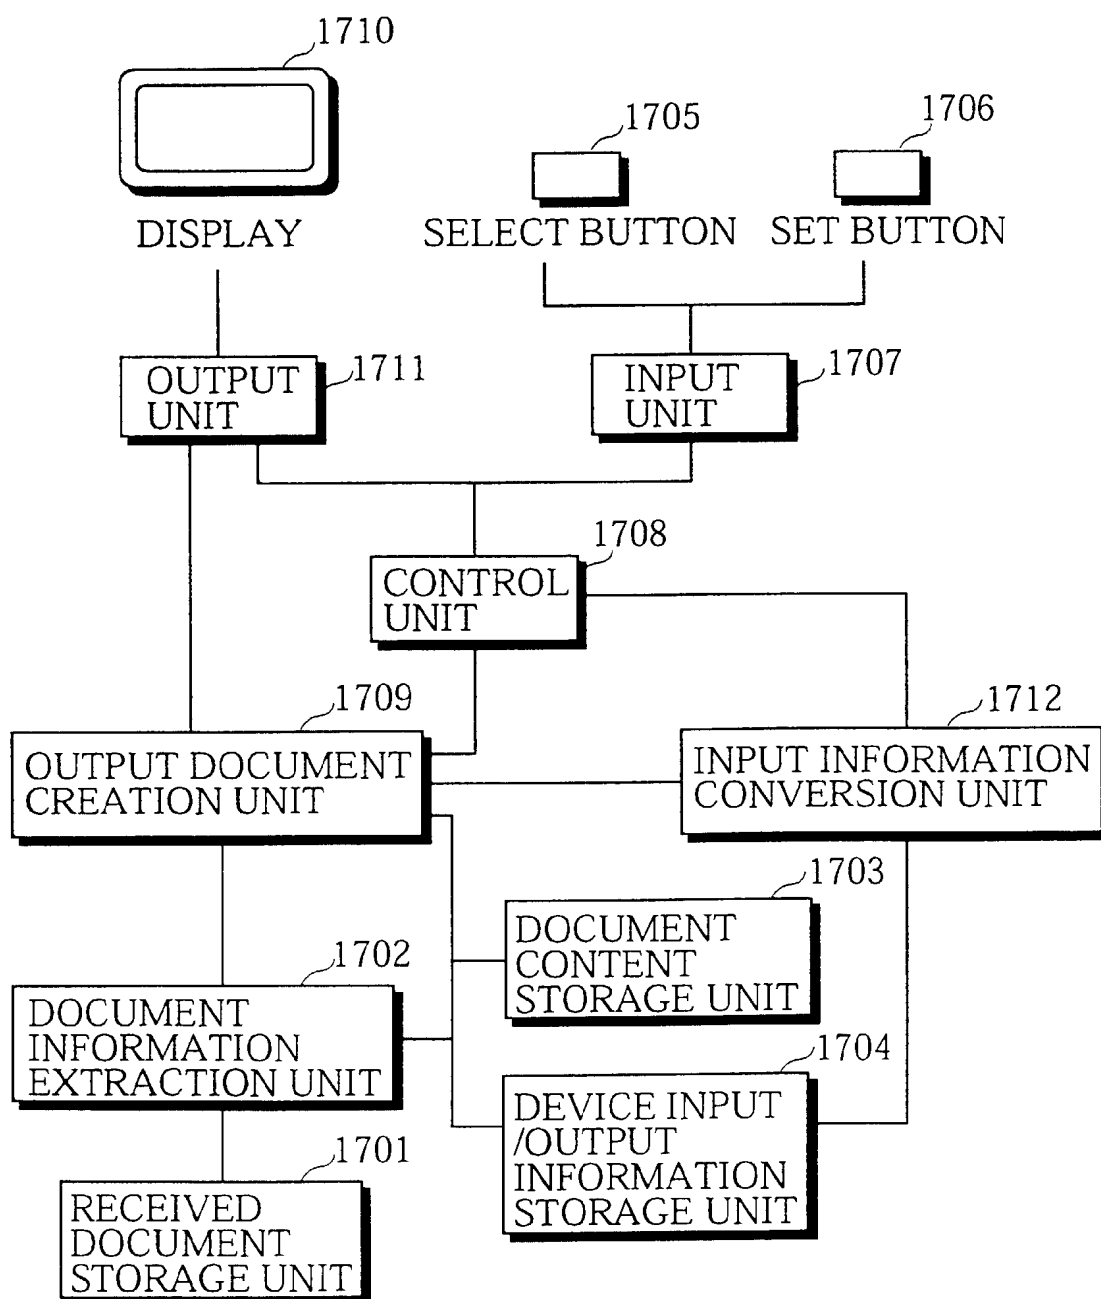 1710
DISPLAY
1705
SELECT BUTTON
1706
SET BUTTON
1711
OUTPUT
UNIT
1707
INPUT
UNIT
1708
CONTROL
UNIT
1709
OUTPUT DOCUMENT
CREATION UNIT
1712
INPUT INFORMATION
CONVERSION UNIT
1703
DOCUMENT
CONTENT
STORAGE UNIT
1702
DOCUMENT
INFORMATION
EXTRACTION UNIT
1704
DEVICE INPUT
/OUTPUT
INFORMATION
STORAGE UNIT
1701
RECEIVED
DOCUMENT
STORAGE UNIT